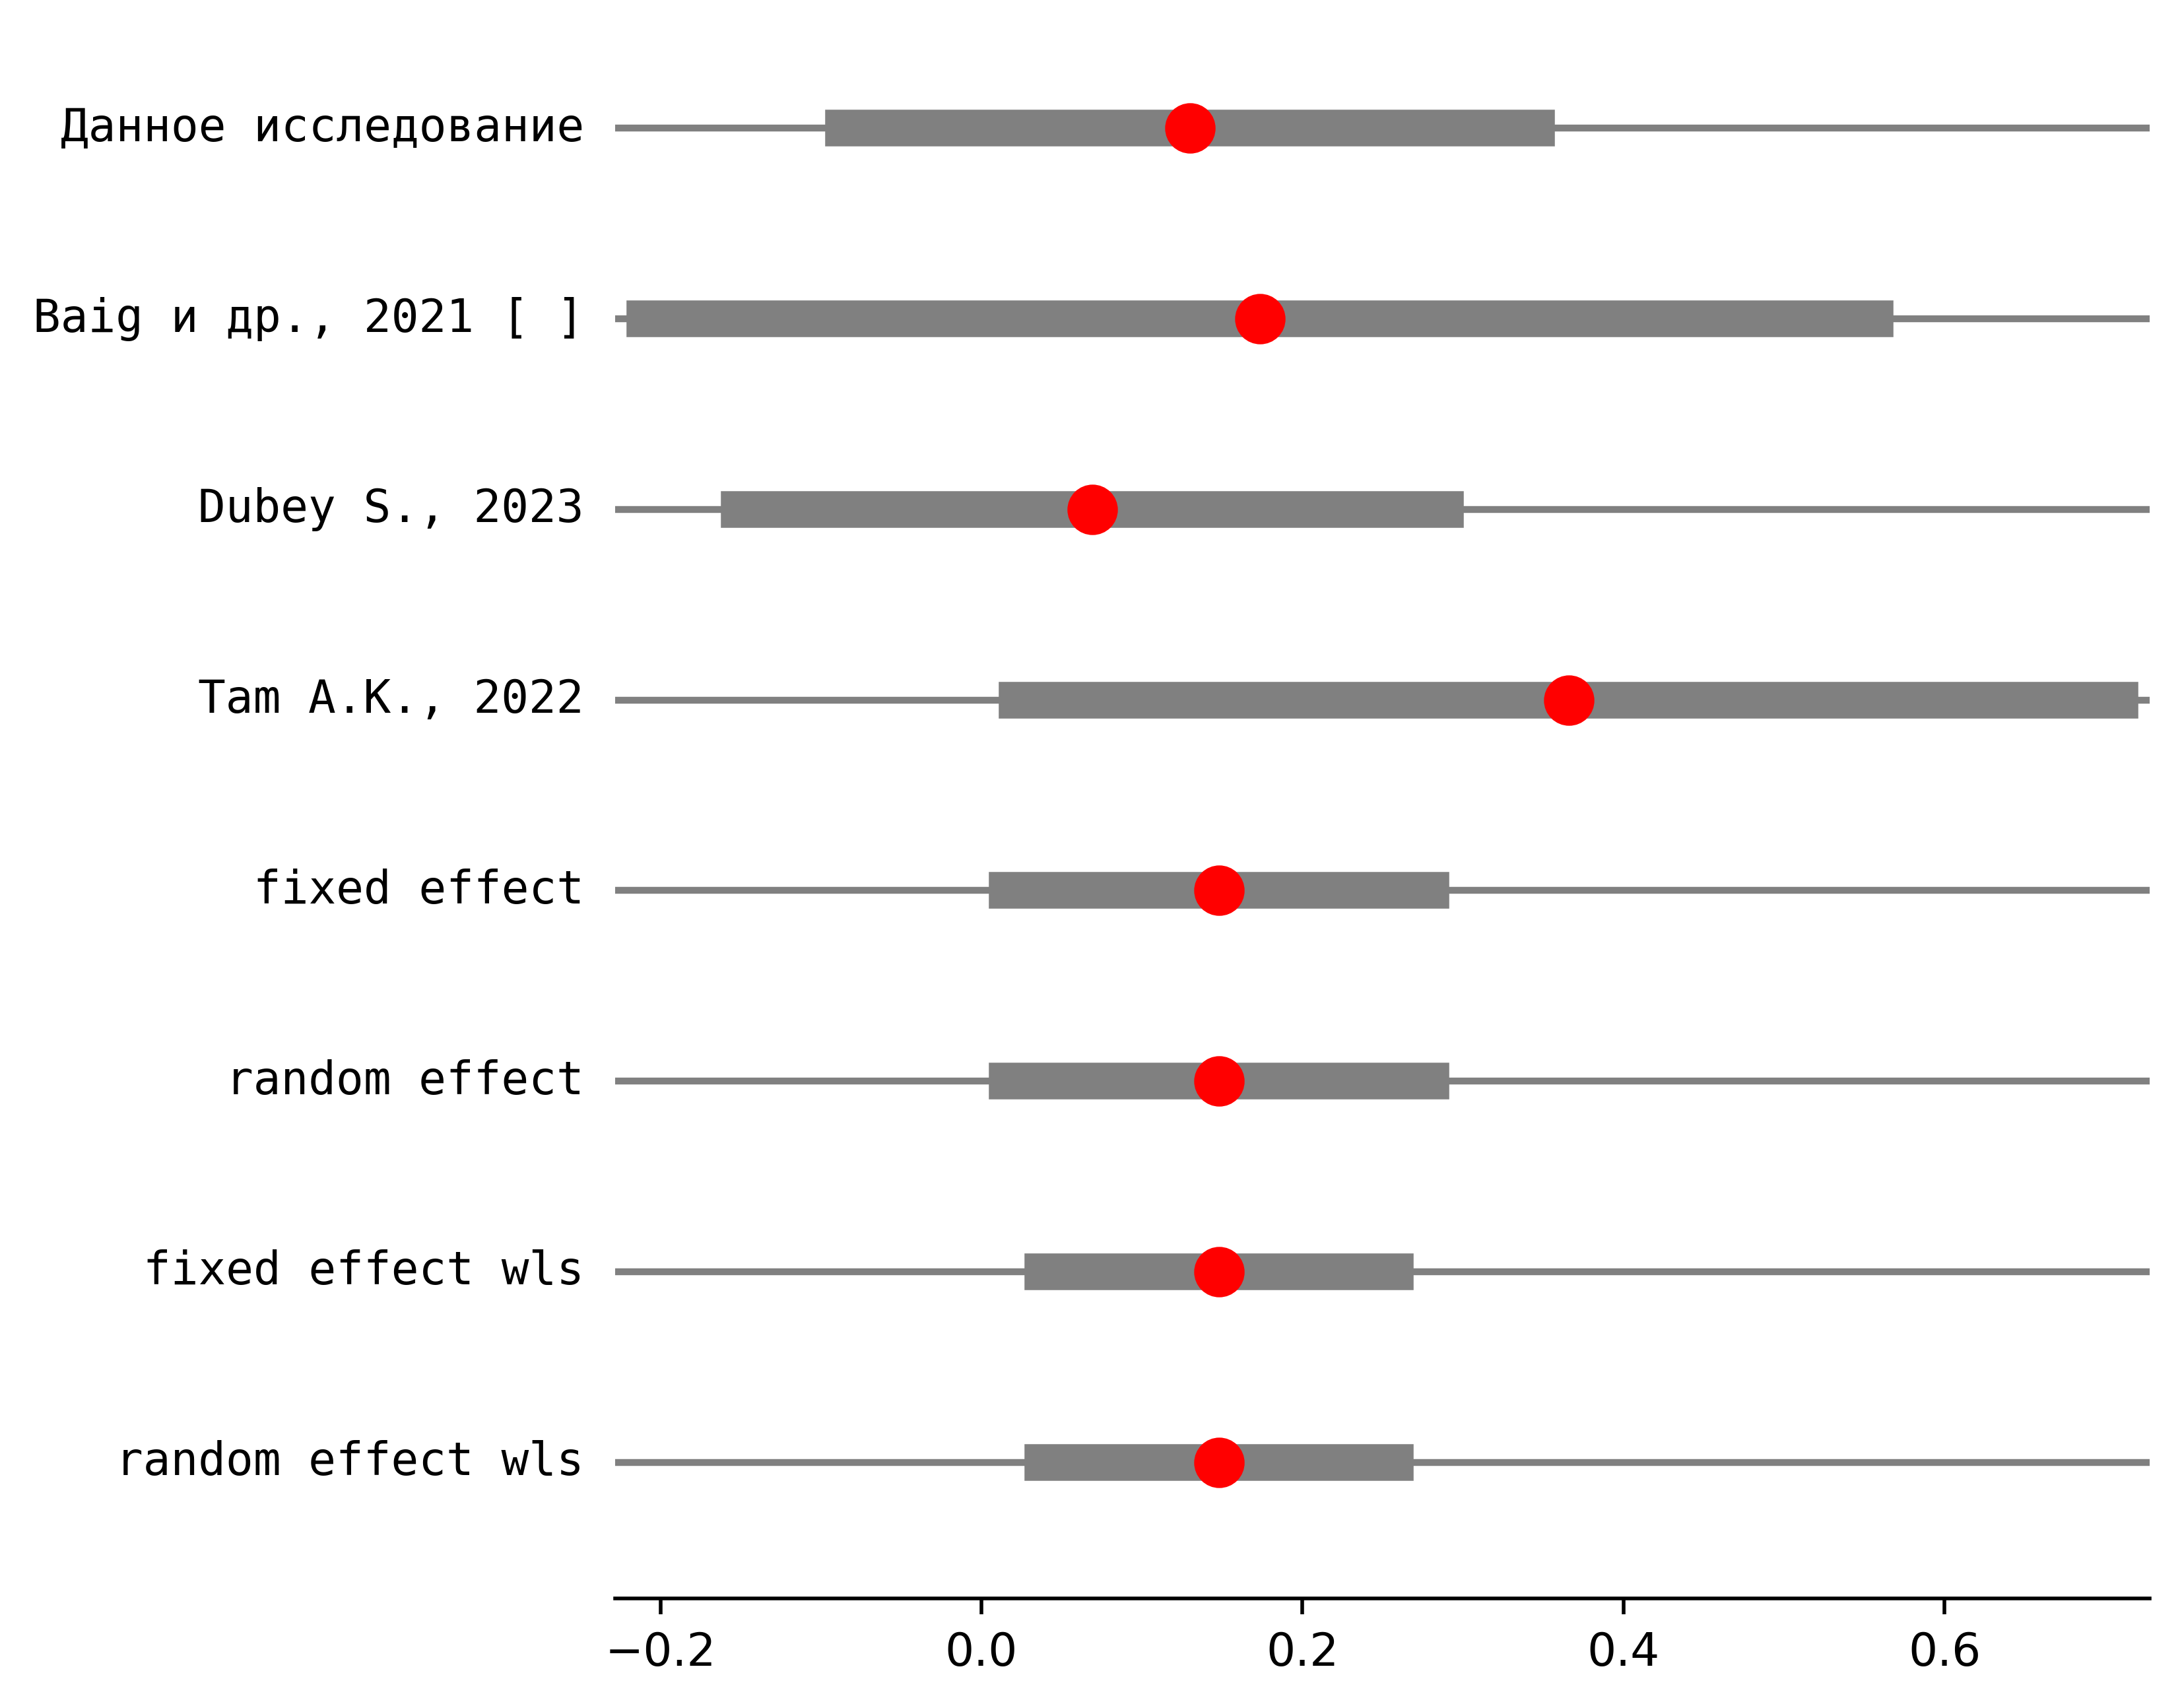 Данное исследование
Baig и др., 2021 [ ]
Dubey S., 2023
Tam A.K., 2022
fixed effect
random effect
fixed effect wls
random effect wls
−0.2 0.0 0.2 0.4 0.6